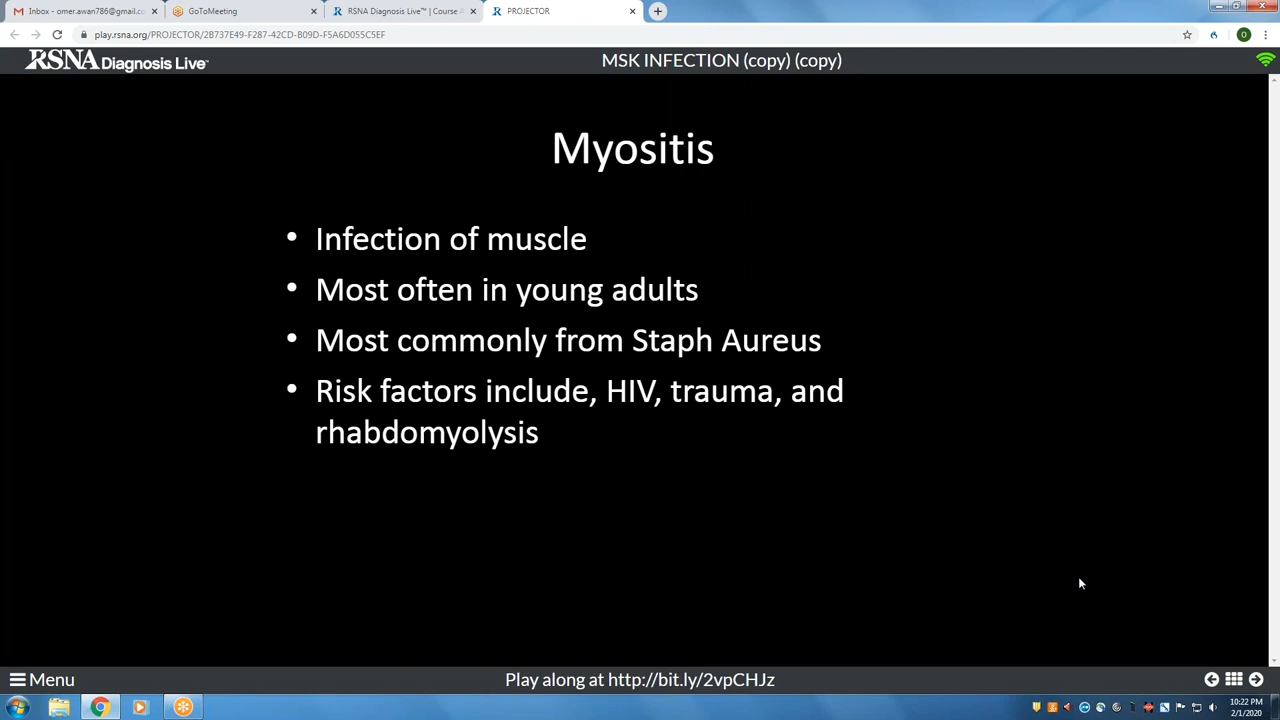 Inbox - omer.awan786@gmail.co
GoToMeeting
RSNA Diagnosis Live™ | Course
PROJECTOR
play.rsna.org/PROJECTOR/2B737E49-F287-42CD-B09D-F5A6D055C5EF
RSNA Diagnosis Live™
MSK INFECTION (copy) (copy)
Myositis
• Infection of muscle
• Most often in young adults
• Most commonly from Staph Aureus
• Risk factors include, HIV, trauma, and
rhabdomyolysis
Menu
Play along at http://bit.ly/2vpCHJz
10:22 PM
2/1/2020